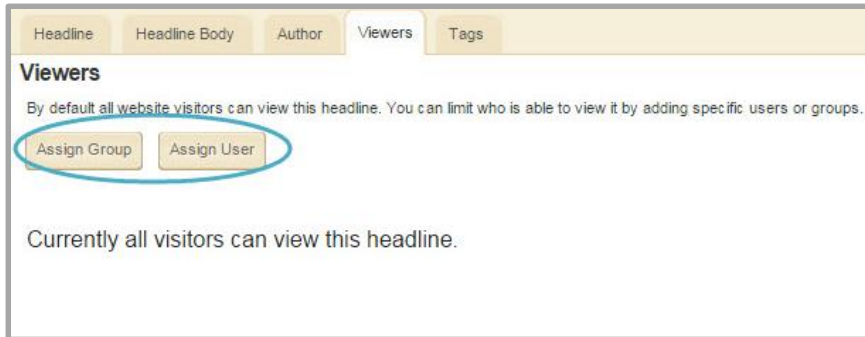 Headline Headline Body Author Viewers Tags
Viewers
By default all website visitors can view this headline. You can limit who is able to view it by adding specific users or groups.
Assign Group Assign User
Currently all visitors can view this headline.